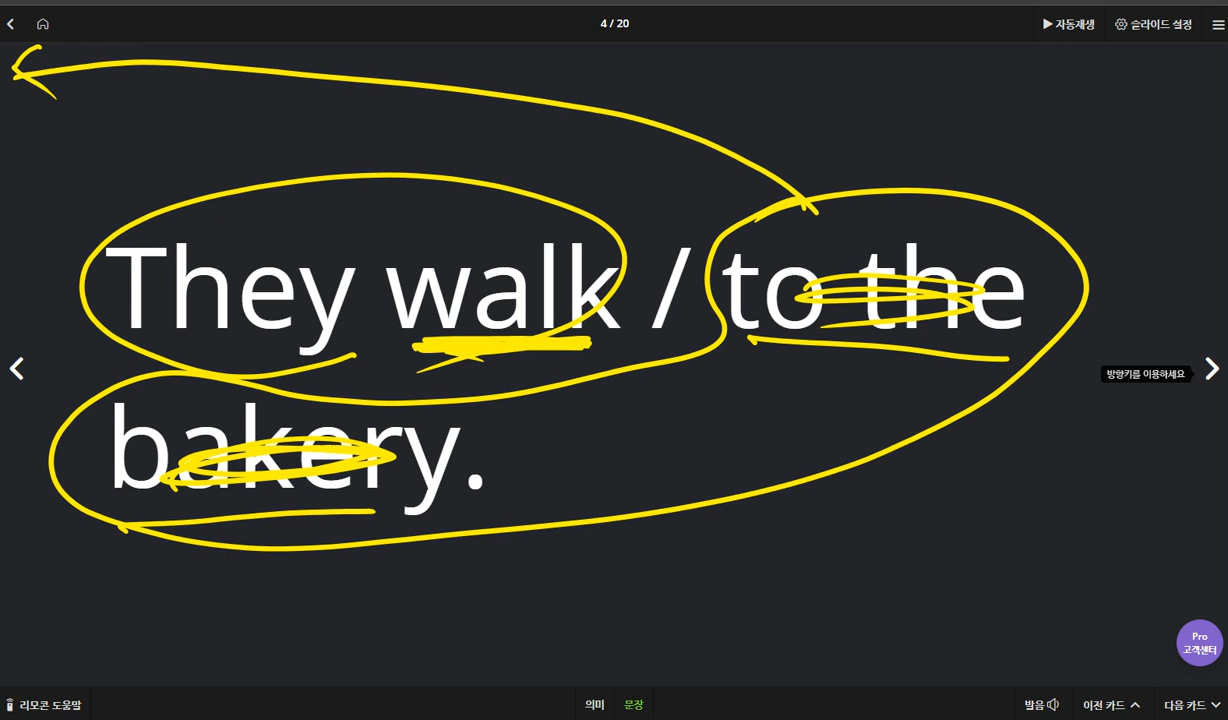 4 / 20
자동재생
슬라이드 설정
They walk / to the
bakery.
방향키를 이용하세요
Pro
고객센터
리모콘 도움말
의미
문장
발음
이전 카드
다음 카드